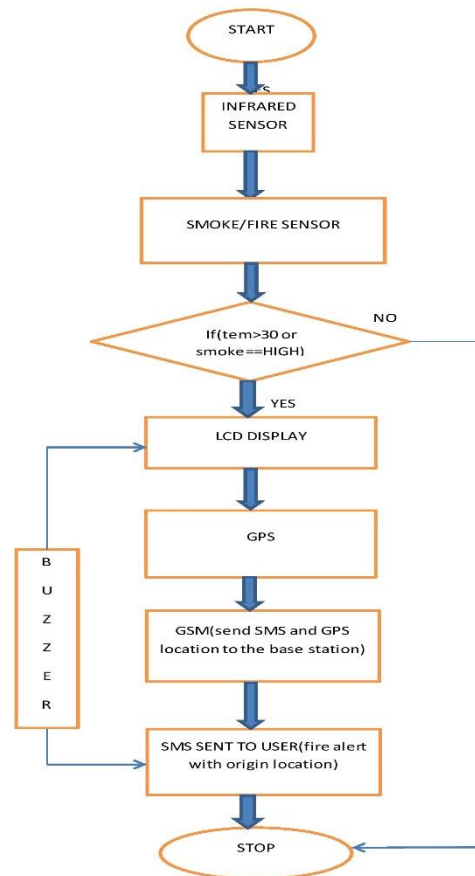 START
INFRARED
SENSOR
SMOKE/FIRE SENSOR
NO
If(tem>30 or
smoke==HIGH)
YES
LCD DISPLAY
GPS
B
U
Z
Z
E
R
GSM(send SMS and GPS
location to the base station)
SMS SENT TO USER(fire alert
with origin location)
STOP